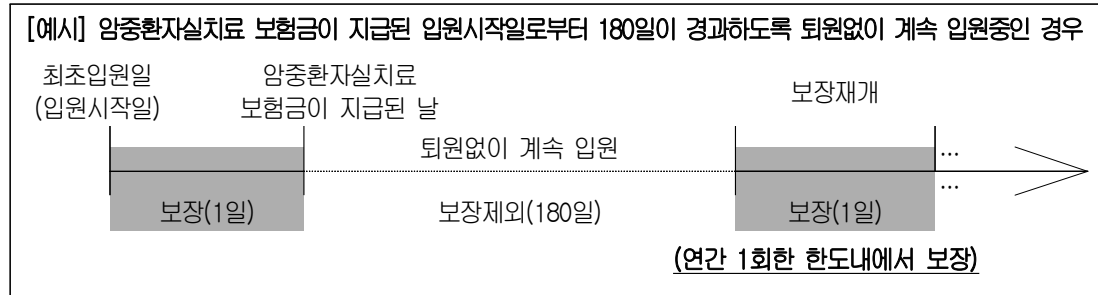 [예시] 암중환자실치료 보험금이 지급된 입원시작일로부터 180일이 경과하도록 퇴원없이 계속 입원중인 경우
최초입원일
(입원시작일)
암중환자실치료
보험금이 지급된 날
보장재개
퇴원없이 계속 입원
...
...
보장(1일)
보장제외(180일)
보장(1일)
(연간 1회한 한도내에서 보장)